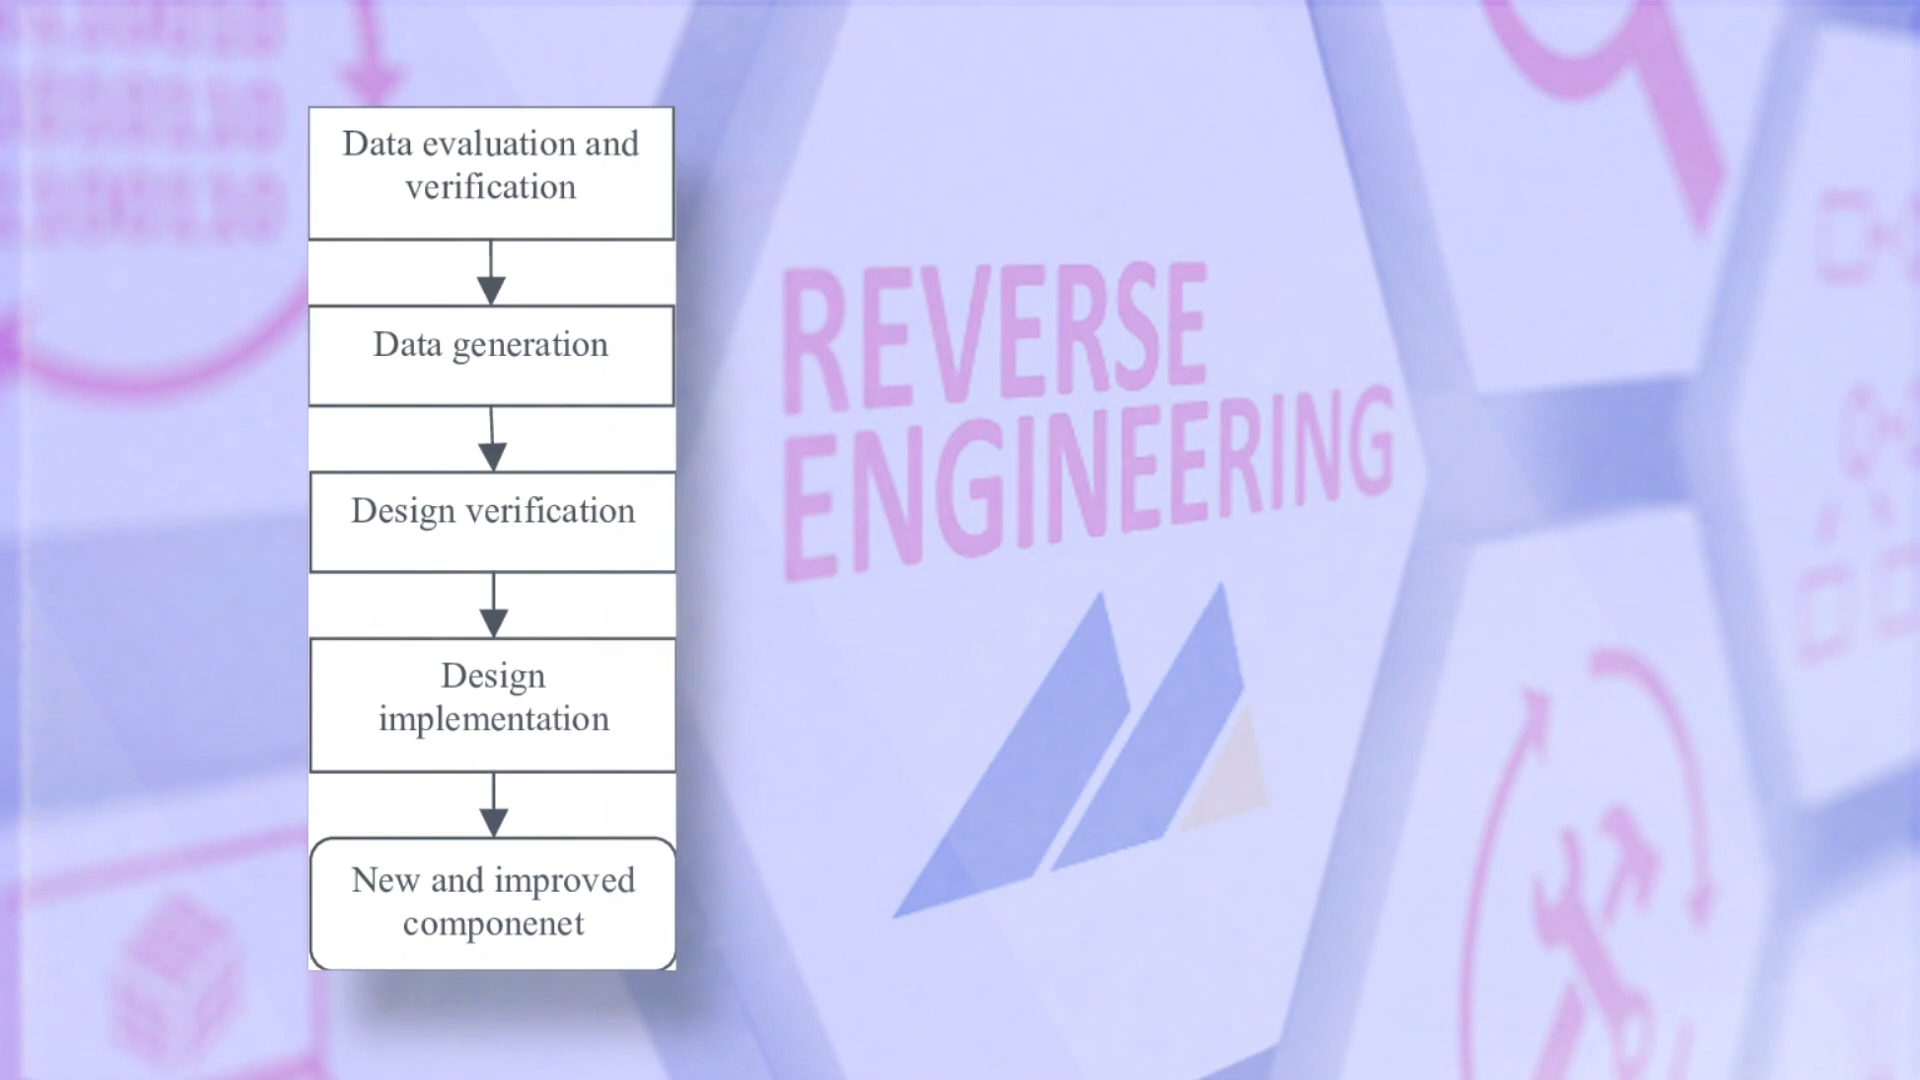 Data evaluation and
verification
Data generation
Design verification
Design
implementation
New and improved
componenet
REVERSE
ENGINEERING